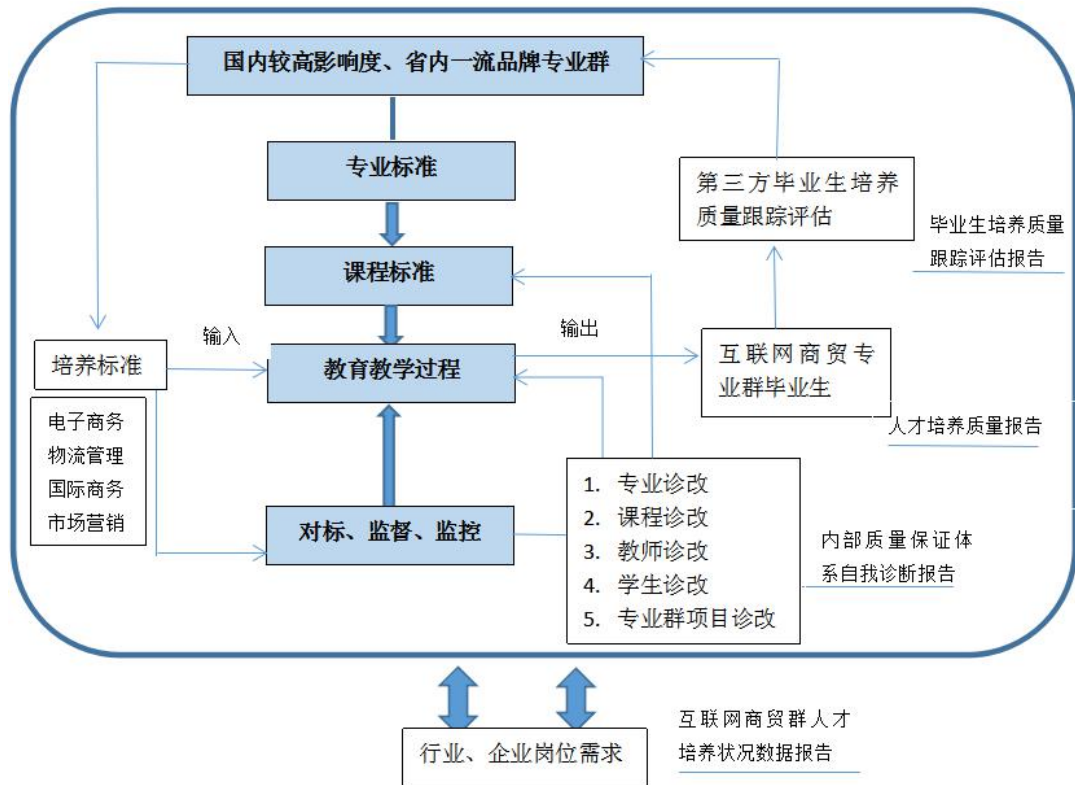 国内较高影响度、省内一流品牌专业群
专业标准
第三方毕业生培养
质量跟踪评估
毕业生培养质量
跟踪评估报告
课程标准
输入
输出
培养标准
教育教学过程
互联网商贸专
业群毕业生
人才培养质量报告
电子商务
物流管理
国际商务
市场营销
对标、监督、监控
1. 专业诊改
2. 课程诊改
3. 教师诊改
4. 学生诊改
5. 专业群项目诊改
内部质量保证体
系自我诊断报告
行业、企业岗位需求
互联网商贸群人才
培养状况数据报告